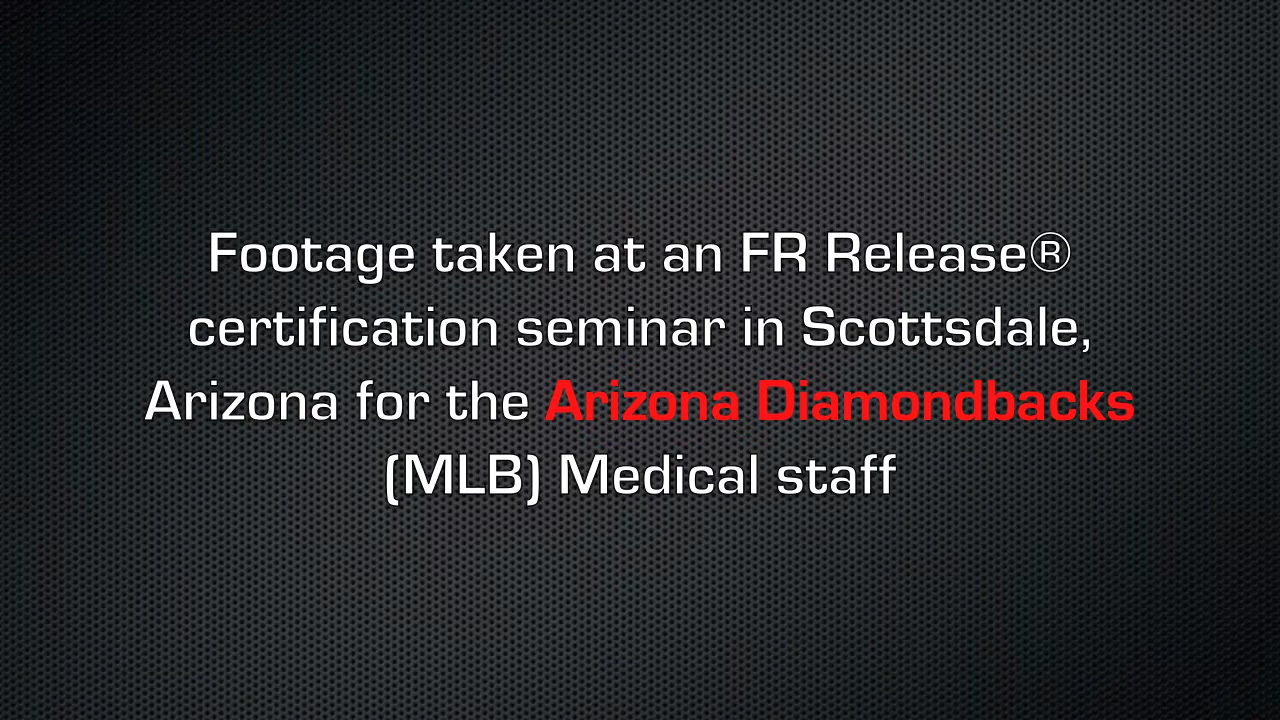 Footage taken at an FR Release®
certification seminar in Scottsdale,
Arizona for the Arizona Diamondbacks
(MLB) Medical staff